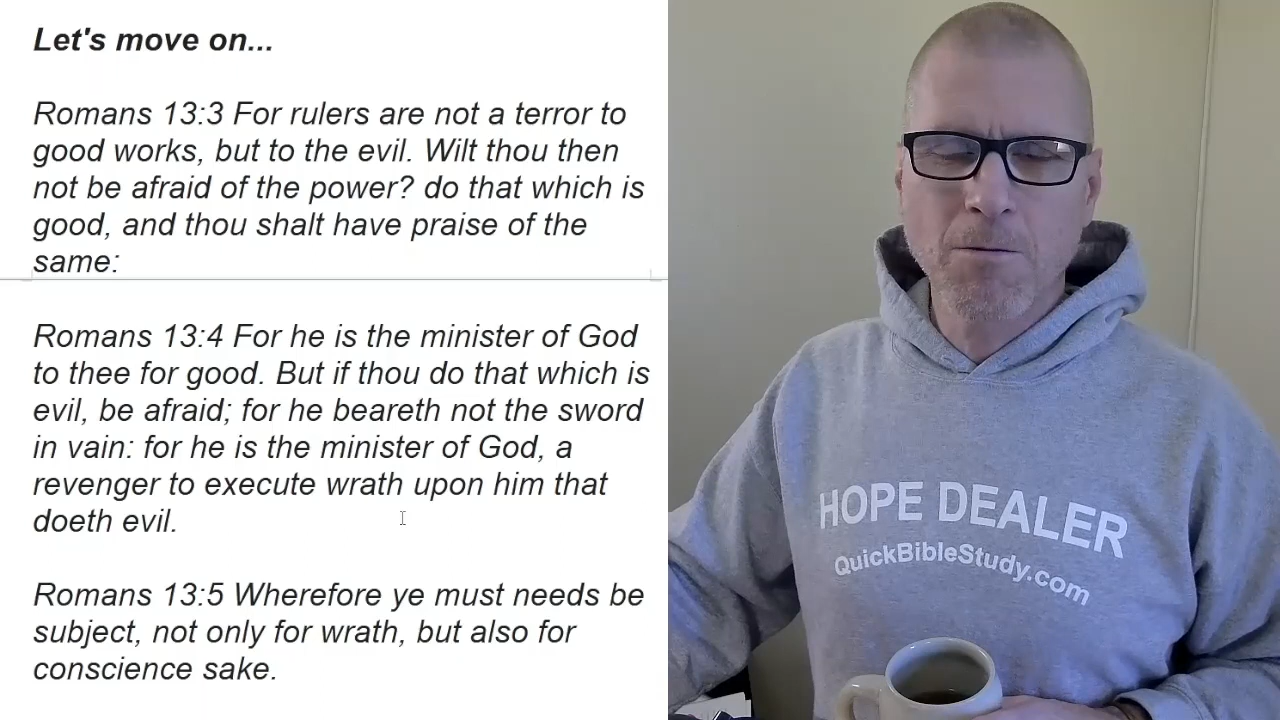 Let's move on...
Romans 13:3 For rulers are not a terror to
good works, but to the evil. Wilt thou then
not be afraid of the power? do that which is
good, and thou shalt have praise of the
same:
Romans 13:4 For he is the minister of God
to thee for good. But if thou do that which is
evil, be afraid; for he beareth not the sword
in vain: for he is the minister of God, a
revenger to execute wrath upon him that
doeth evil.
Romans 13:5 Wherefore ye must needs be
subject, not only for wrath, but also for
conscience sake.
HOPE DEALER
QuickBibleStudy.com